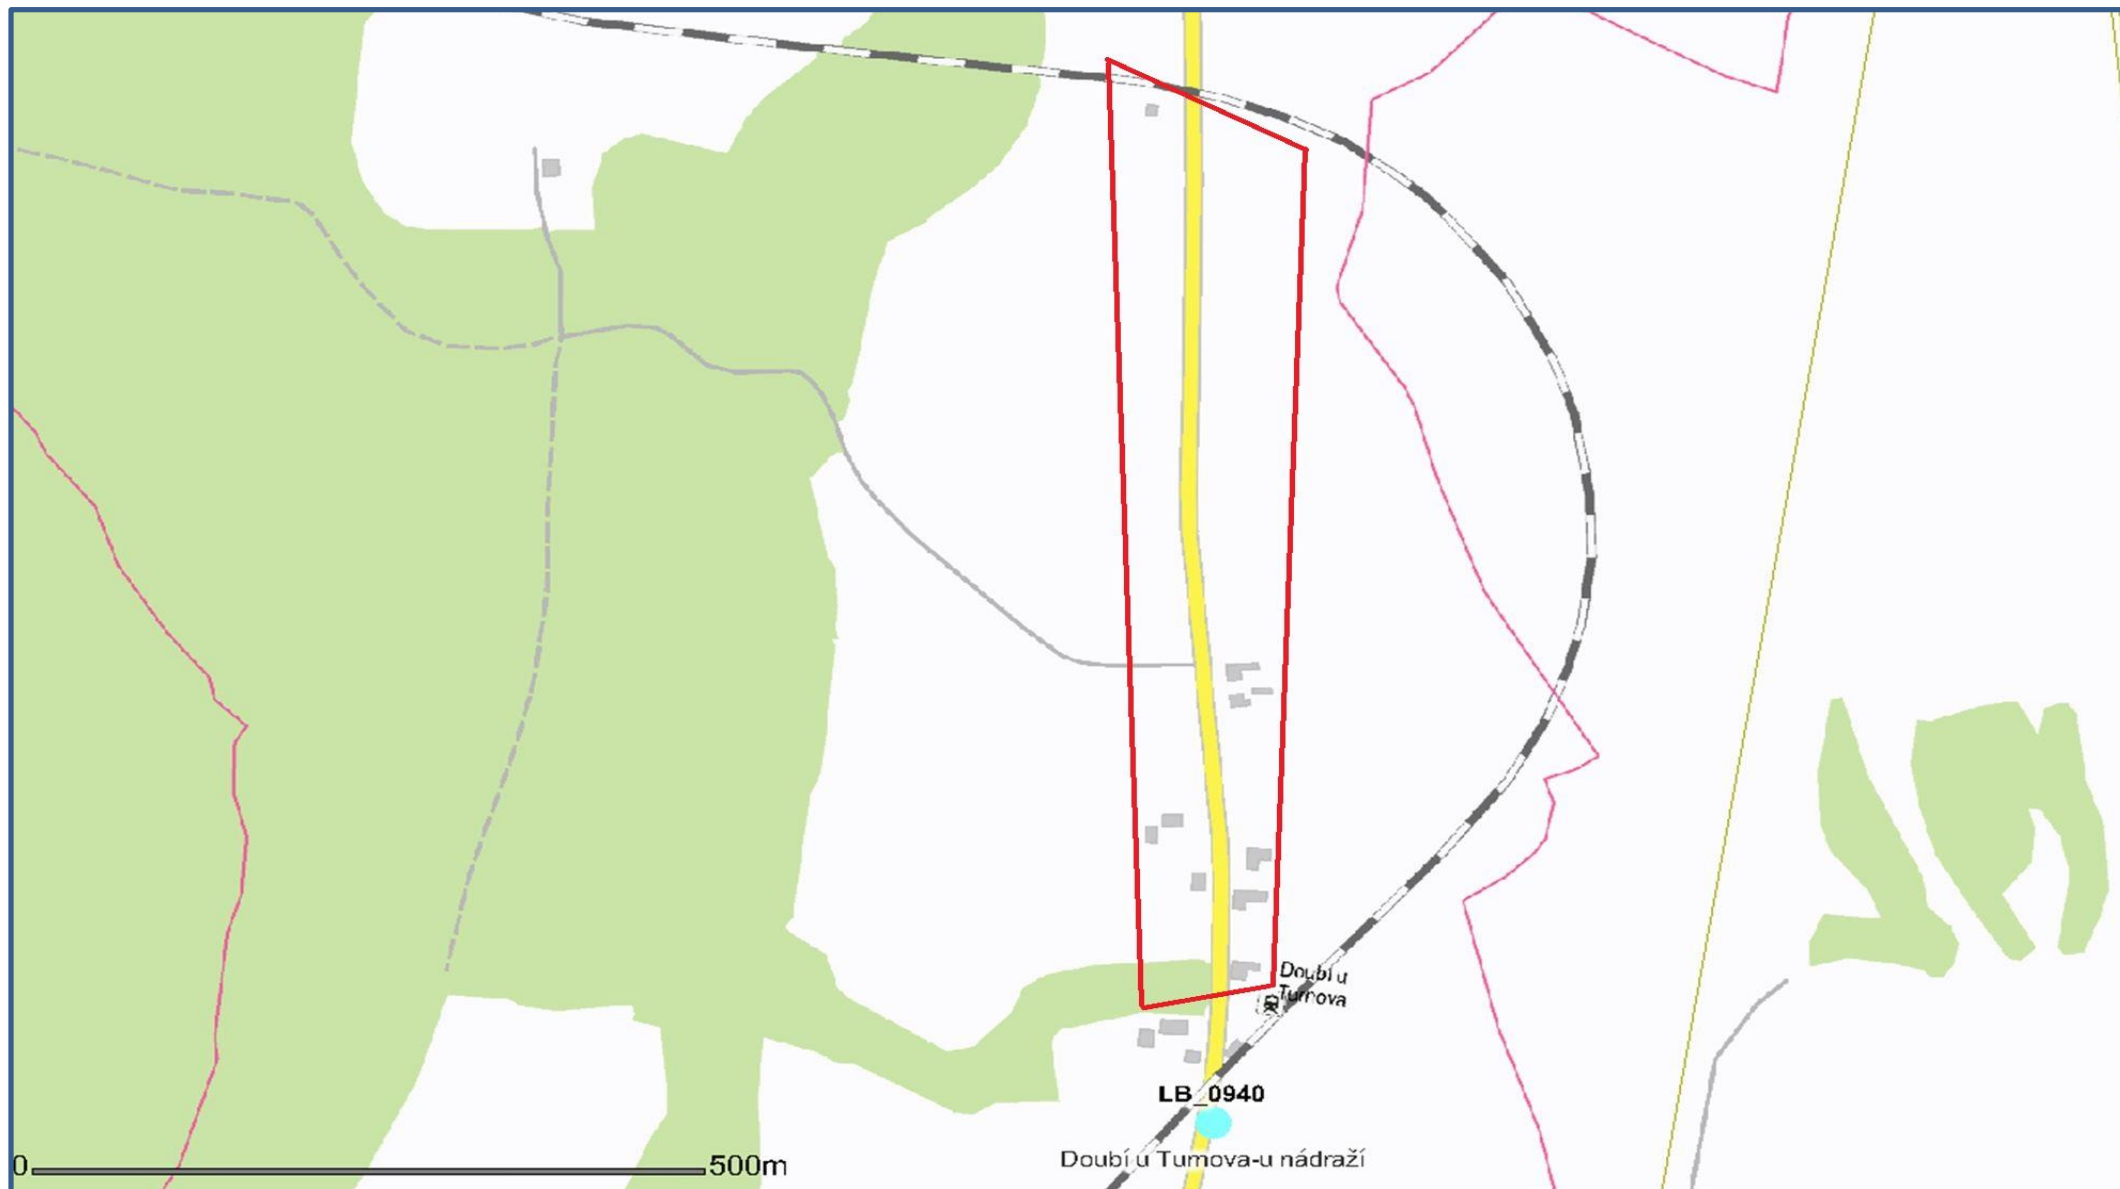 Doubí u
Turnova
LB_0940
0 500m
Doubí u Turnova-u nádraží